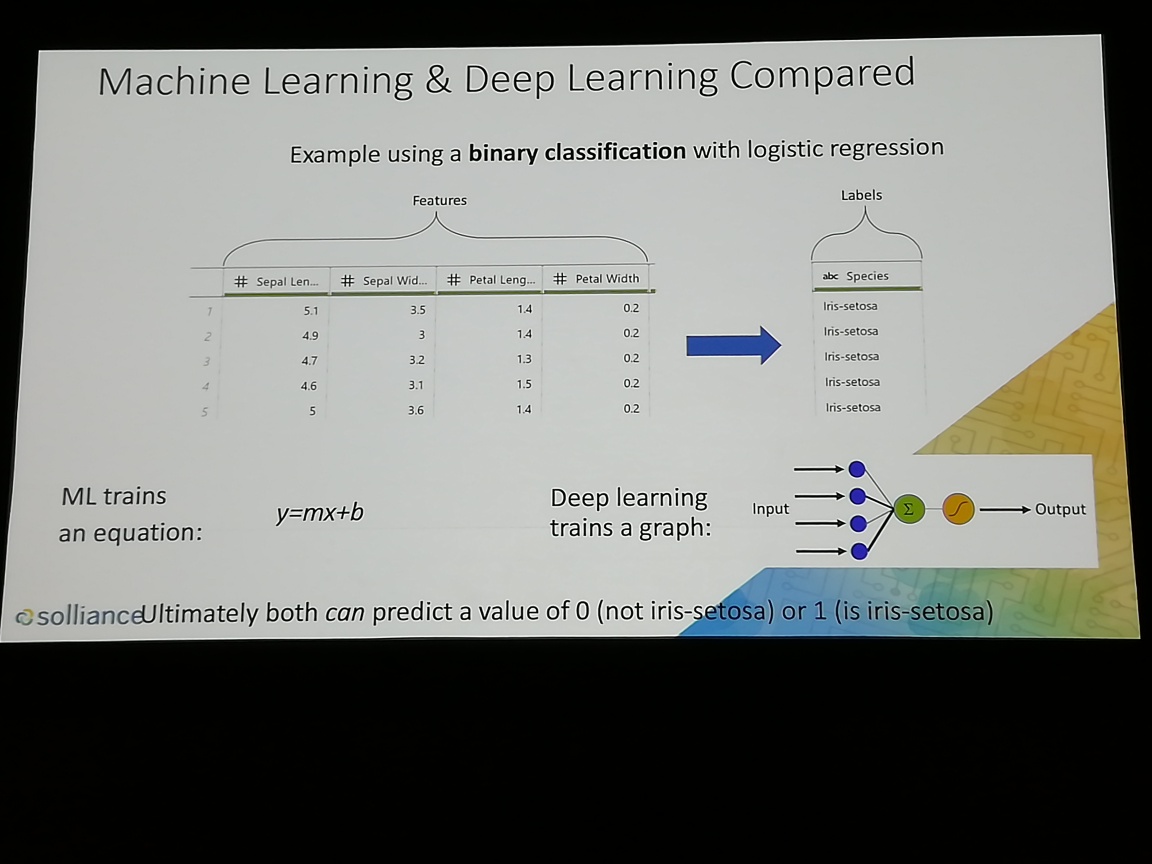 Machine Learning & Deep Learning Compared
Example using a binary classification with logistic regression
Features
Labels
# Sepal Len... # Sepal Wid... # Petal Leng... # Petal Width
abc Species
1 5.1 3.5 1.4 0.2 Iris-setosa
2 4.9 3 1.4 0.2 Iris-setosa
3 4.7 3.2 1.3 0.2 Iris-setosa
4 4.6 3.1 1.5 0.2 Iris-setosa
5 5 3.6 1.4 0.2 Iris-setosa
ML trains
an equation:
y=mx+b
Deep learning
trains a graph:
Input
Σ
Output
solliance
Ultimately both can predict a value of 0 (not iris-setosa) or 1 (is iris-setosa)